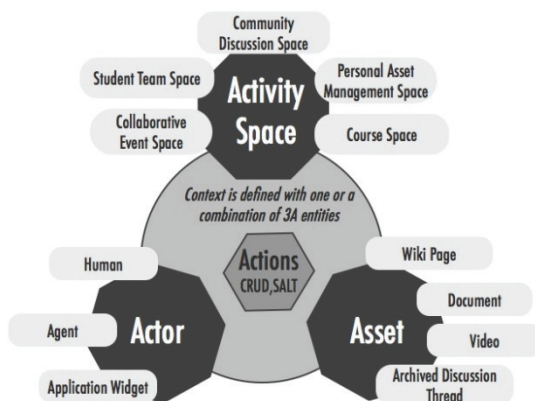 Community
Discussion Space
Student Team Space
Personal Asset
Management Space
Activity
Space
Collaborative
Event Space
Course Space
Context is defined with one or a
combination of 3A entities
Actions
CRUD,SALT
Human
Agent
Application Widget
Actor
Wiki Page
Document
Video
Archived Discussion
Thread
Asset